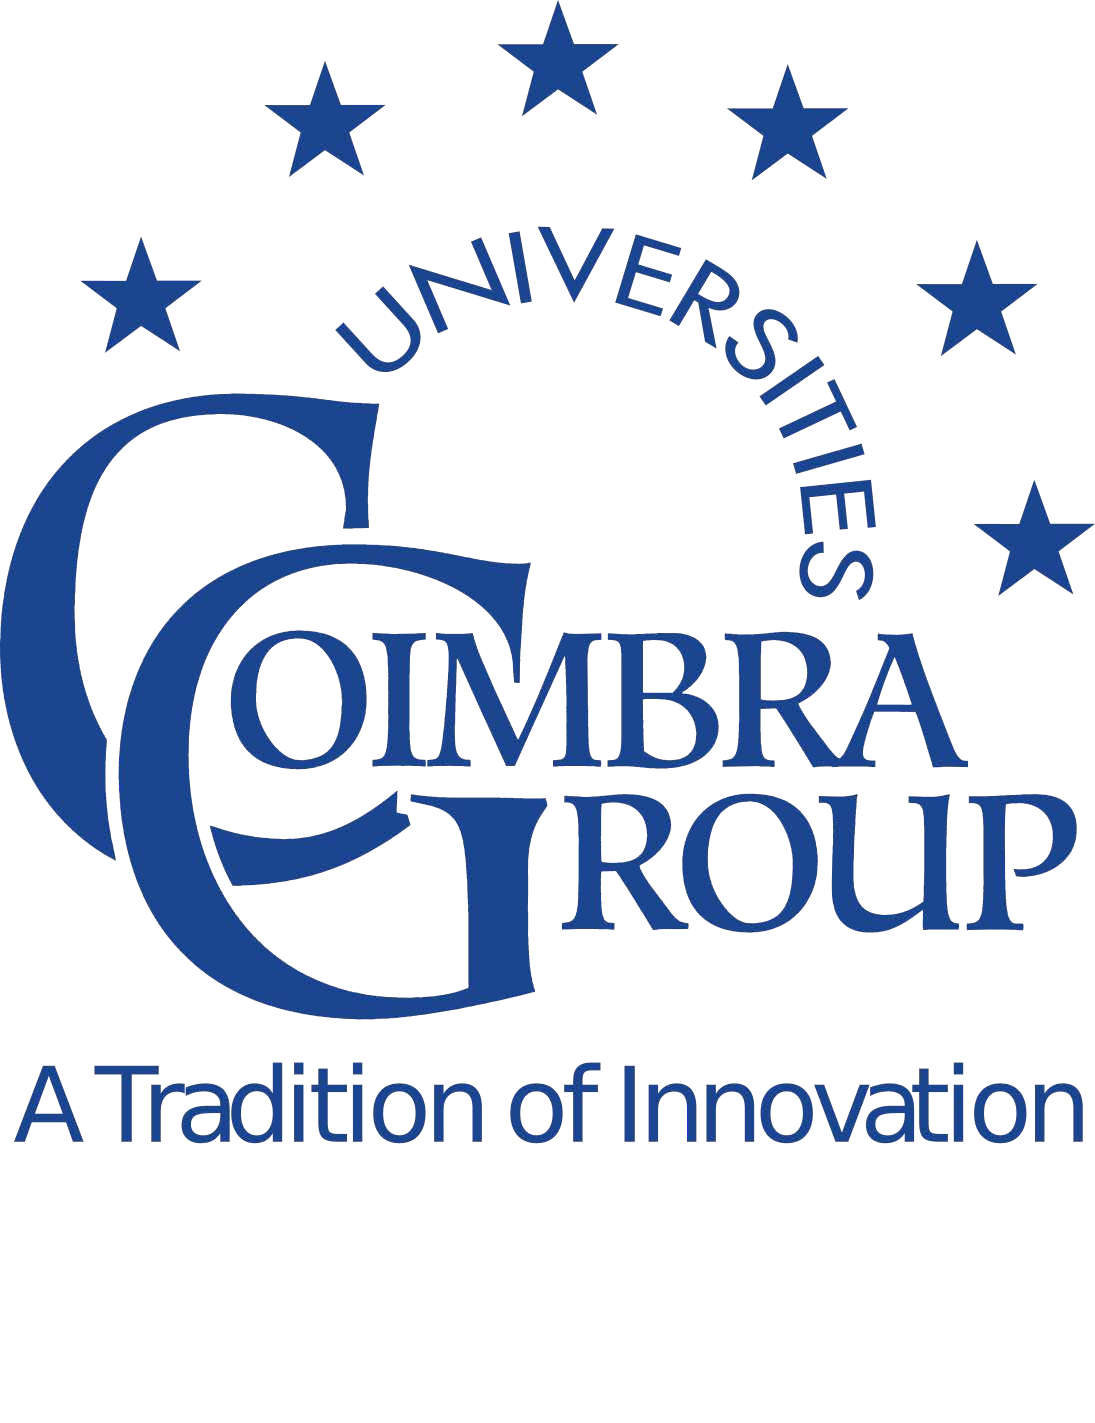 UNIVERSITIES
COIMBRA
GROUP
A Tradition of Innovation